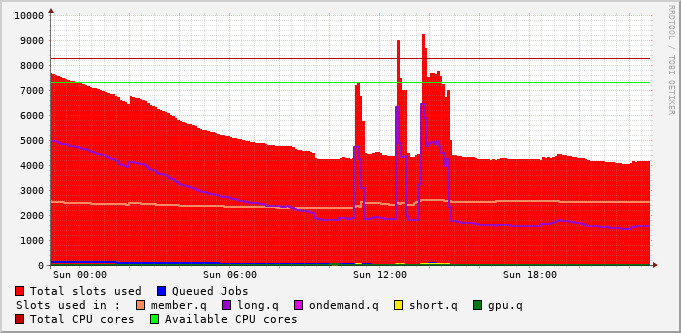 10000
9000
8000
7000
6000
5000
4000
3000
2000
1000
0
Sun 00:00 Sun 06:00 Sun 12:00 Sun 18:00
Total slots used Queued Jobs
Slots used in : member.q long.q ondemand.q short.q gpu.q
Total CPU cores Available CPU cores
RRDTOOL / TOBI OETIKER